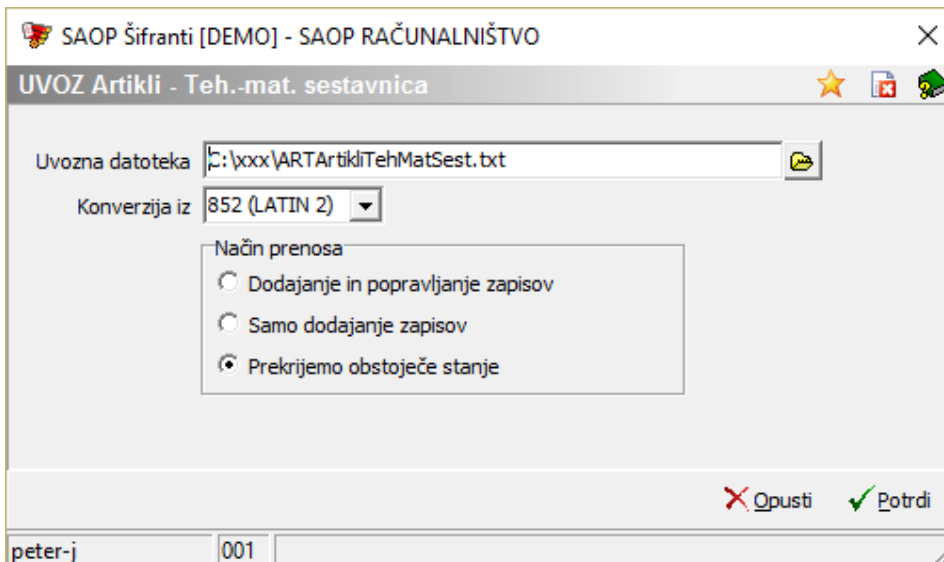 SAOP Šifranti [DEMO] - SAOP RAČUNALNIŠTVO
UVOZ Artikli - Teh.-mat. sestavnica
Uvozna datoteka C:\xxx\ARTArtikliTehMatSest.txt
Konverzija iz 852 (LATIN 2)
Način prenosa
Dodajanje in popravljanje zapisov
Samo dodajanje zapisov
Prekrijemo obstoječe stanje
Opusti Potrdi
peter-j 001